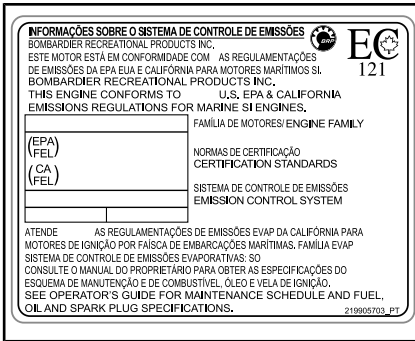 INFORMAÇÕES SOBRE O SISTEMA DE CONTROLE DE EMISSÕES
BOMBARDIER RECREATIONAL PRODUCTS INC.
ESTE MOTOR ESTÁ EM CONFORMIDADE COM AS REGULAMENTAÇÕES
DE EMISSÕES DA EPA EUA E CALIFÓRNIA PARA MOTORES MARÍTIMOS SI.
BOMBARDIER RECREATIONAL PRODUCTS INC.
THIS ENGINE CONFORMS TO U.S. EPA & CALIFORNIA
EMISSIONS REGULATIONS FOR MARINE SI ENGINES.
BRP
EC
121
FAMÍLIA DE MOTORES/ ENGINE FAMILY
(EPA FEL)
NORMAS DE CERTIFICAÇÃO
CERTIFICATION STANDARDS
(CA FEL)
SISTEMA DE CONTROLE DE EMISSÕES
EMISSION CONTROL SYSTEM
ATENDE AS REGULAMENTAÇÕES DE EMISSÕES EVAP DA CALIFÓRNIA PARA
MOTORES DE IGNIÇÃO POR FAÍSCA DE EMBARCAÇÕES MARÍTIMAS. FAMÍLIA EVAP
SISTEMA DE CONTROLE DE EMISSÕES EVAPORATIVAS: SO
CONSULTE O MANUAL DO PROPRIETÁRIO PARA OBTER AS ESPECIFICAÇÕES DO
ESQUEMA DE MANUTENÇÃO E DE COMBUSTÍVEL, ÓLEO E VELA DE IGNIÇÃO.
SEE OPERATOR'S GUIDE FOR MAINTENANCE SCHEDULE AND FUEL,
OIL AND SPARK PLUG SPECIFICATIONS.
219905703_PT